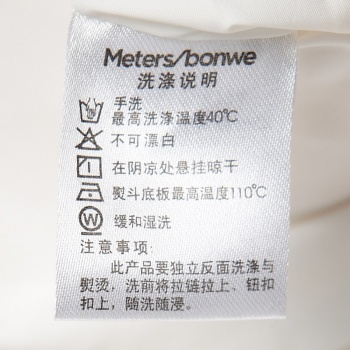 Meters/bonwe
洗涤说明
手洗
最高洗涤温度40℃
不可漂白
在阴凉处悬挂晾干
熨斗底板最高温度110℃
缓和湿洗
注意事项:
此产品要独立反面洗涤与
熨烫，洗前将拉链拉上、钮扣
扣上，随洗随浸。